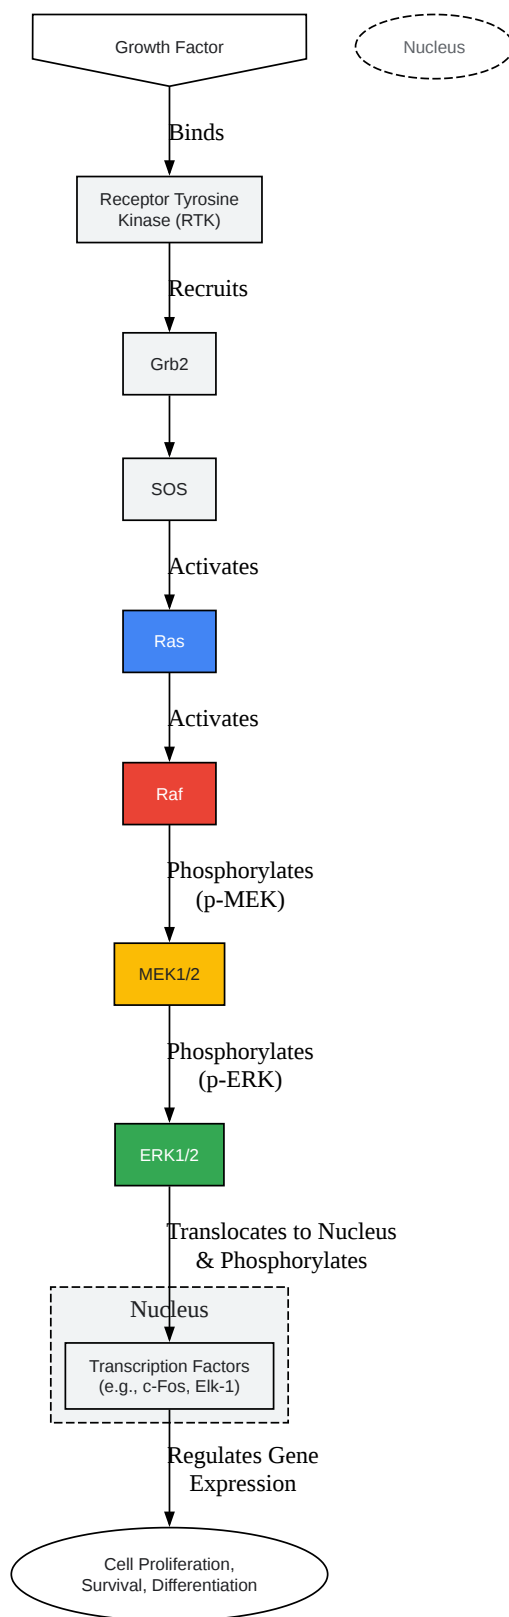 Growth Factor
Nucleus
Binds
Receptor Tyrosine
Kinase (RTK)
Recruits
Grb2
SOS
Activates
Ras
Activates
Raf
Phosphorylates
(p-MEK)
MEK1/2
Phosphorylates
(p-ERK)
ERK1/2
Translocates to Nucleus
& Phosphorylates
Nucleus
Transcription Factors
(e.g., c-Fos, Elk-1)
Regulates Gene
Expression
Cell Proliferation,
Survival, Differentiation